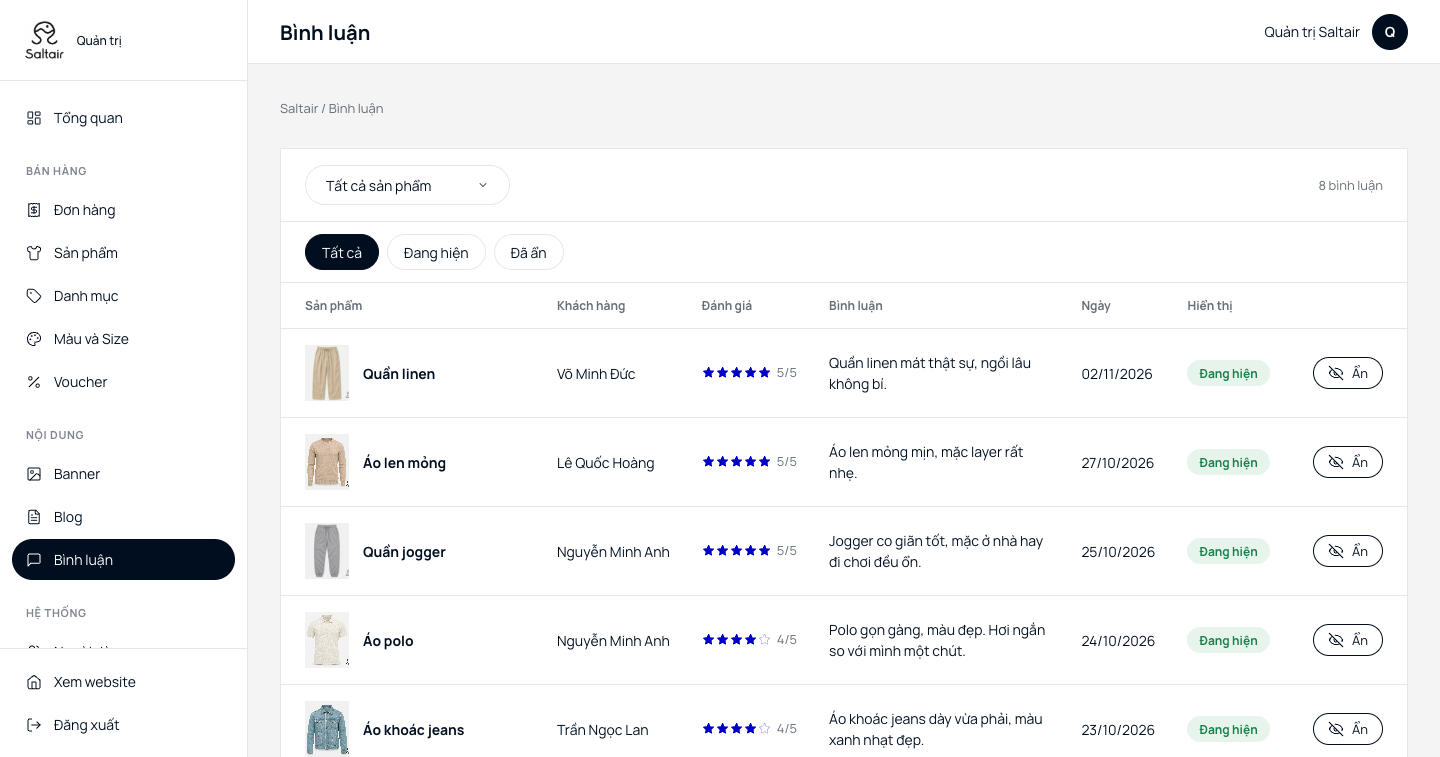 Saltair
Quản trị
Bình luận
Quản trị Saltair
Q
Tổng quan
BÁN HÀNG
Đơn hàng
Sản phẩm
Danh mục
Màu và Size
Voucher
NỘI DUNG
Banner
Blog
Bình luận
HỆ THỐNG
Xem website
Đăng xuất
Saltair / Bình luận
Tất cả sản phẩm
8 bình luận
Tất cả
Đang hiện
Đã ẩn
Sản phẩm Khách hàng Đánh giá Bình luận Ngày Hiển thị
Quần linen Võ Minh Đức 5/5 Quần linen mát thật sự, ngồi lâu
không bí. 02/11/2026 Đang hiện Ẩn
Áo len mỏng Lê Quốc Hoàng 5/5 Áo len mỏng mịn, mặc layer rất
nhẹ. 27/10/2026 Đang hiện Ẩn
Quần jogger Nguyễn Minh Anh 5/5 Jogger co giãn tốt, mặc ở nhà hay
đi chơi đều ổn. 25/10/2026 Đang hiện Ẩn
Áo polo Nguyễn Minh Anh 4/5 Polo gọn gàng, màu đẹp. Hơi ngắn
so với mình một chút. 24/10/2026 Đang hiện Ẩn
Áo khoác jeans Trần Ngọc Lan 4/5 Áo khoác jeans dày vừa phải, màu
xanh nhạt đẹp. 23/10/2026 Đang hiện Ẩn